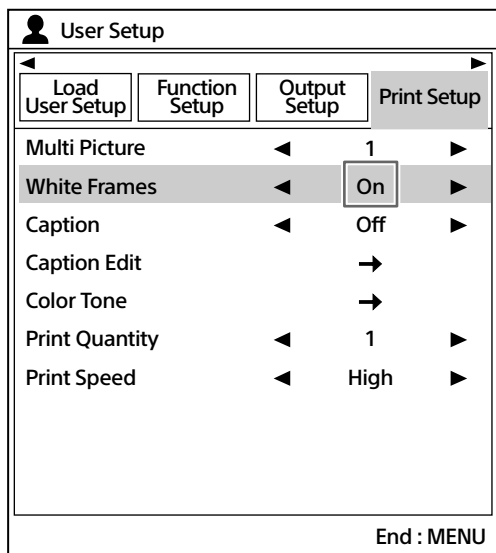 User Setup
Load
User Setup
Function
Setup
Output
Setup
Print Setup
Multi Picture ◀ 1 ▶
White Frames ◀ On ▶
Caption ◀ Off ▶
Caption Edit →
Color Tone →
Print Quantity ◀ 1 ▶
Print Speed ◀ High ▶
End : MENU